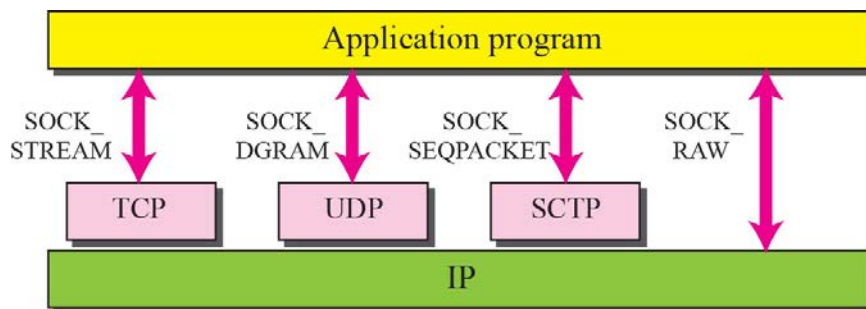 Application program
SOCK_
STREAM
SOCK_
DGRAM
SOCK_
SEQPACKET
SOCK_
RAW
TCP
UDP
SCTP
IP